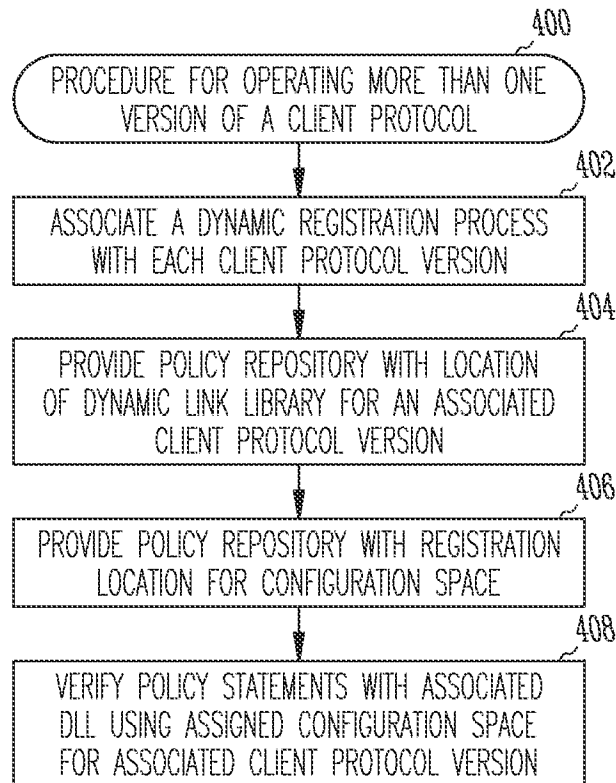 400
PROCEDURE FOR OPERATING MORE THAN ONE
VERSION OF A CLIENT PROTOCOL
402
ASSOCIATE A DYNAMIC REGISTRATION PROCESS
WITH EACH CLIENT PROTOCOL VERSION
404
PROVIDE POLICY REPOSITORY WITH LOCATION
OF DYNAMIC LINK LIBRARY FOR AN ASSOCIATED
CLIENT PROTOCOL VERSION
406
PROVIDE POLICY REPOSITORY WITH REGISTRATION
LOCATION FOR CONFIGURATION SPACE
408
VERIFY POLICY STATEMENTS WITH ASSOCIATED
DLL USING ASSIGNED CONFIGURATION SPACE
FOR ASSOCIATED CLIENT PROTOCOL VERSION